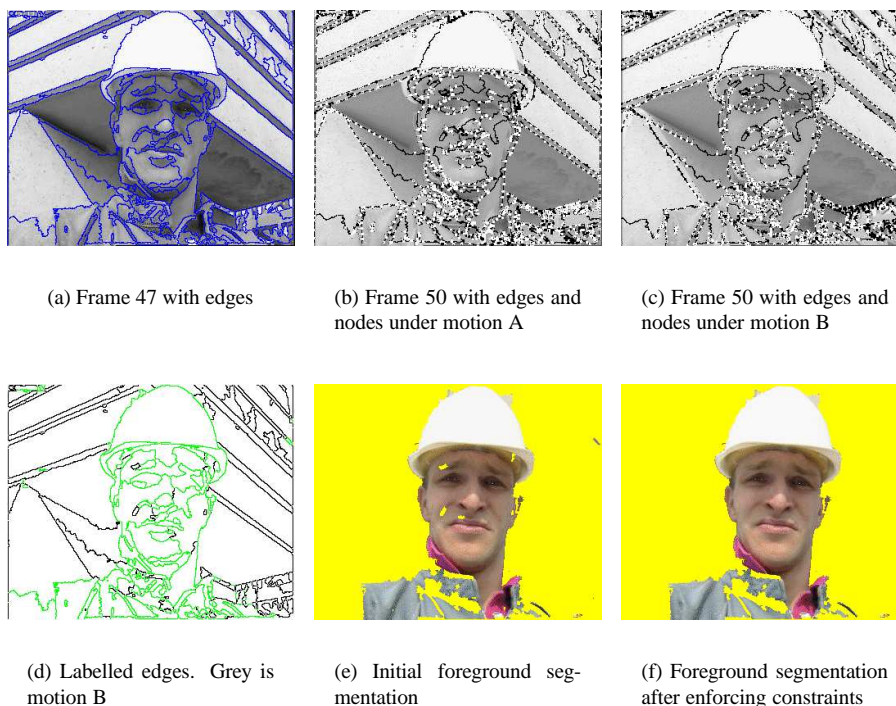 (a) Frame 47 with edges
(b) Frame 50 with edges and
nodes under motion A
(c) Frame 50 with edges and
nodes under motion B
(d) Labelled edges. Grey is
motion B
(e) Initial foreground seg-
mentation
(f) Foreground segmentation
after enforcing constraints